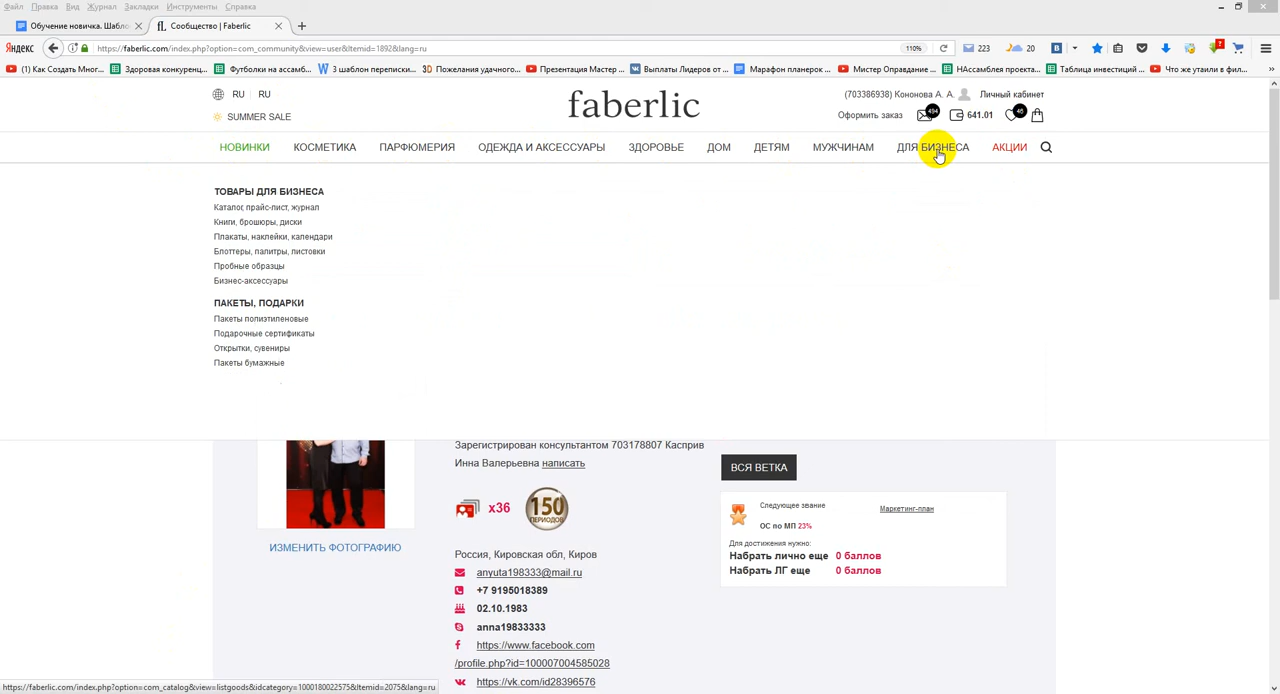 Файл Правка Вид Журнал Закладки Инструменты Справка
Обучение новичка. Шабло
Сообщество | Faberlic
Яндекс
https://faberlic.com/index.php?option=com_community&view=user&Itemid=1892&lang=ru
110%
223
20
(1) Как Создать Мног...
Здоровая конкуренц...
Футболки на ассамб...
3 шаблон переписки...
Пожелания удачного...
Презентация Мастер ...
Выплаты Лидеров от ...
Марафон планерок ...
Мистер Оправдание ...
НАссамблея проекта...
Таблица инвестиций ...
Что же утаили в фил...
RU RU
faberlic
(703386938) Кононова А. А.
Личный кабинет
SUMMER SALE
Оформить заказ
494
641.01
46
НОВИНКИ КОСМЕТИКА ПАРФЮМЕРИЯ ОДЕЖДА И АКСЕССУАРЫ ЗДОРОВЬЕ ДОМ ДЕТЯМ МУЖЧИНАМ ДЛЯ БИЗНЕСА АКЦИИ
ТОВАРЫ ДЛЯ БИЗНЕСА
Каталог, прайс-лист, журнал
Книги, брошюры, диски
Плакаты, наклейки, календари
Блоттеры, палитры, листовки
Пробные образцы
Бизнес-аксессуары
ПАКЕТЫ, ПОДАРКИ
Пакеты полиэтиленовые
Подарочные сертификаты
Открытки, сувениры
Пакеты бумажные
Зарегистрирован консультантом 703178807 Касприв
Инна Валерьевна написать
x36
150
ПЕРИОДОВ
ИЗМЕНИТЬ ФОТОГРАФИЮ
Россия, Кировская обл, Киров
anyuta198333@mail.ru
+7 9195018389
02.10.1983
anna19833333
https://www.facebook.com
/profile.php?id=100007004585028
https://vk.com/id28396576
ВСЯ ВЕТКА
Следующее звание
Маркетинг-план
ОС по МП 23%
Для достижения нужно:
Набрать лично еще 0 баллов
Набрать ЛГ еще 0 баллов
https://faberlic.com/index.php?option=com_catalog&view=listgoods&idcategory=1000180022575&Itemid=2075&lang=ru